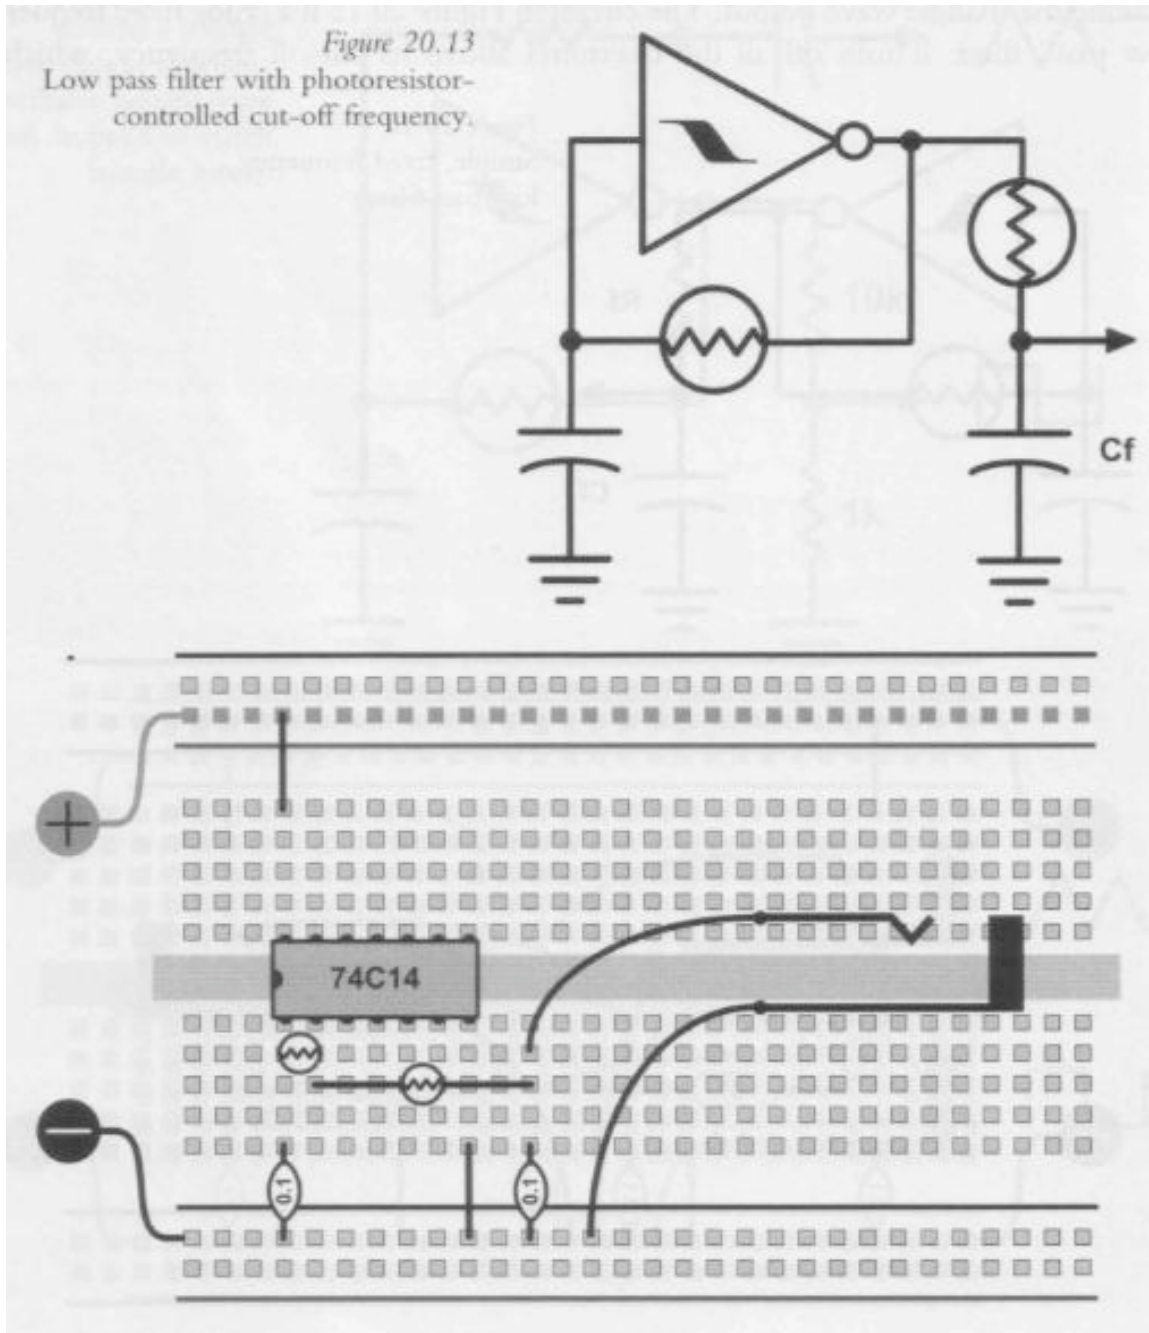 Figure 20.13
Low pass filter with photoresistor-
controlled cut-off frequency.
Cf
+
74C14
−
0.1
0.1